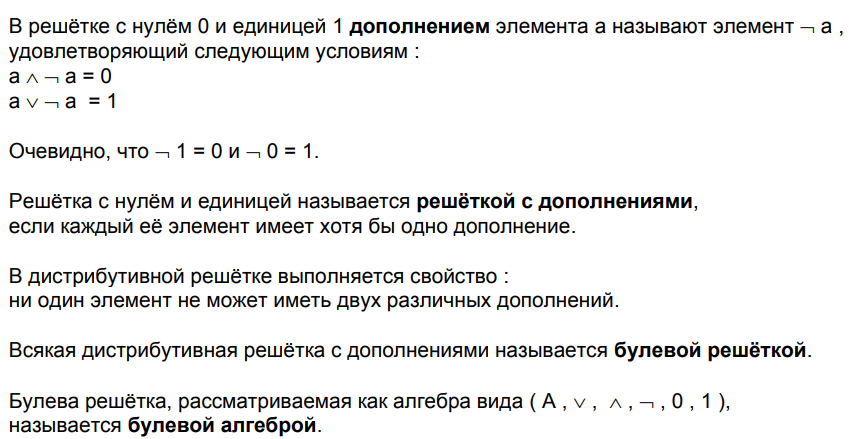 В решётке с нулём 0 и единицей 1 дополнением элемента а называют элемент ¬ а ,
удовлетворяющий следующим условиям :
а ∧ ¬ а = 0
а ∨ ¬ а  = 1
Очевидно, что ¬ 1 = 0 и ¬ 0 = 1.
Решётка с нулём и единицей называется решёткой с дополнениями,
если каждый её элемент имеет хотя бы одно дополнение.
В дистрибутивной решётке выполняется свойство :
ни один элемент не может иметь двух различных дополнений.
Всякая дистрибутивная решётка с дополнениями называется булевой решёткой.
Булева решётка, рассматриваемая как алгебра вида ( А , ∨ ,  ∧ , ¬ , 0 , 1 ),
называется булевой алгеброй.